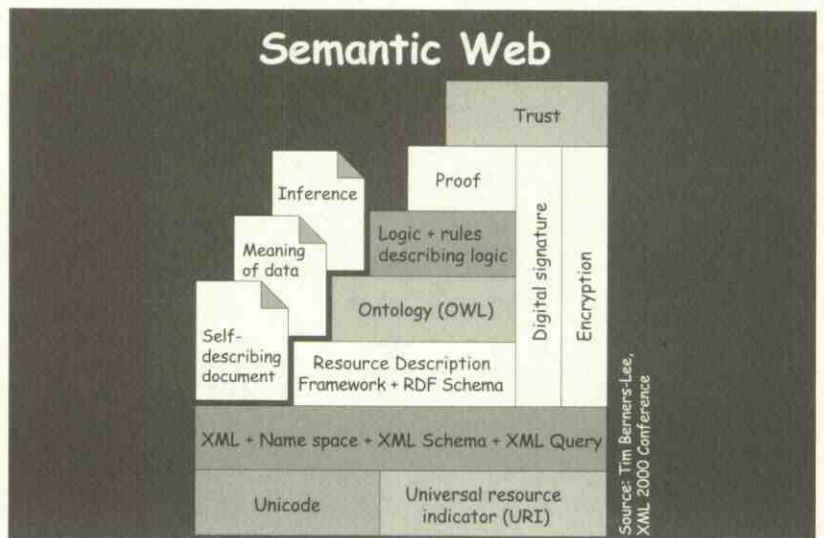 Semantic Web
Trust
Proof
Inference
Logic + rules
describing logic
Meaning
of data
Ontology (OWL)
Self-
describing
document
Resource Description
Framework + RDF Schema
Digital signature
Encryption
XML + Name space + XML Schema + XML Query
Unicode
Universal resource
indicator (URI)
Source: Tim Berners-Lee,
XML 2000 Conference